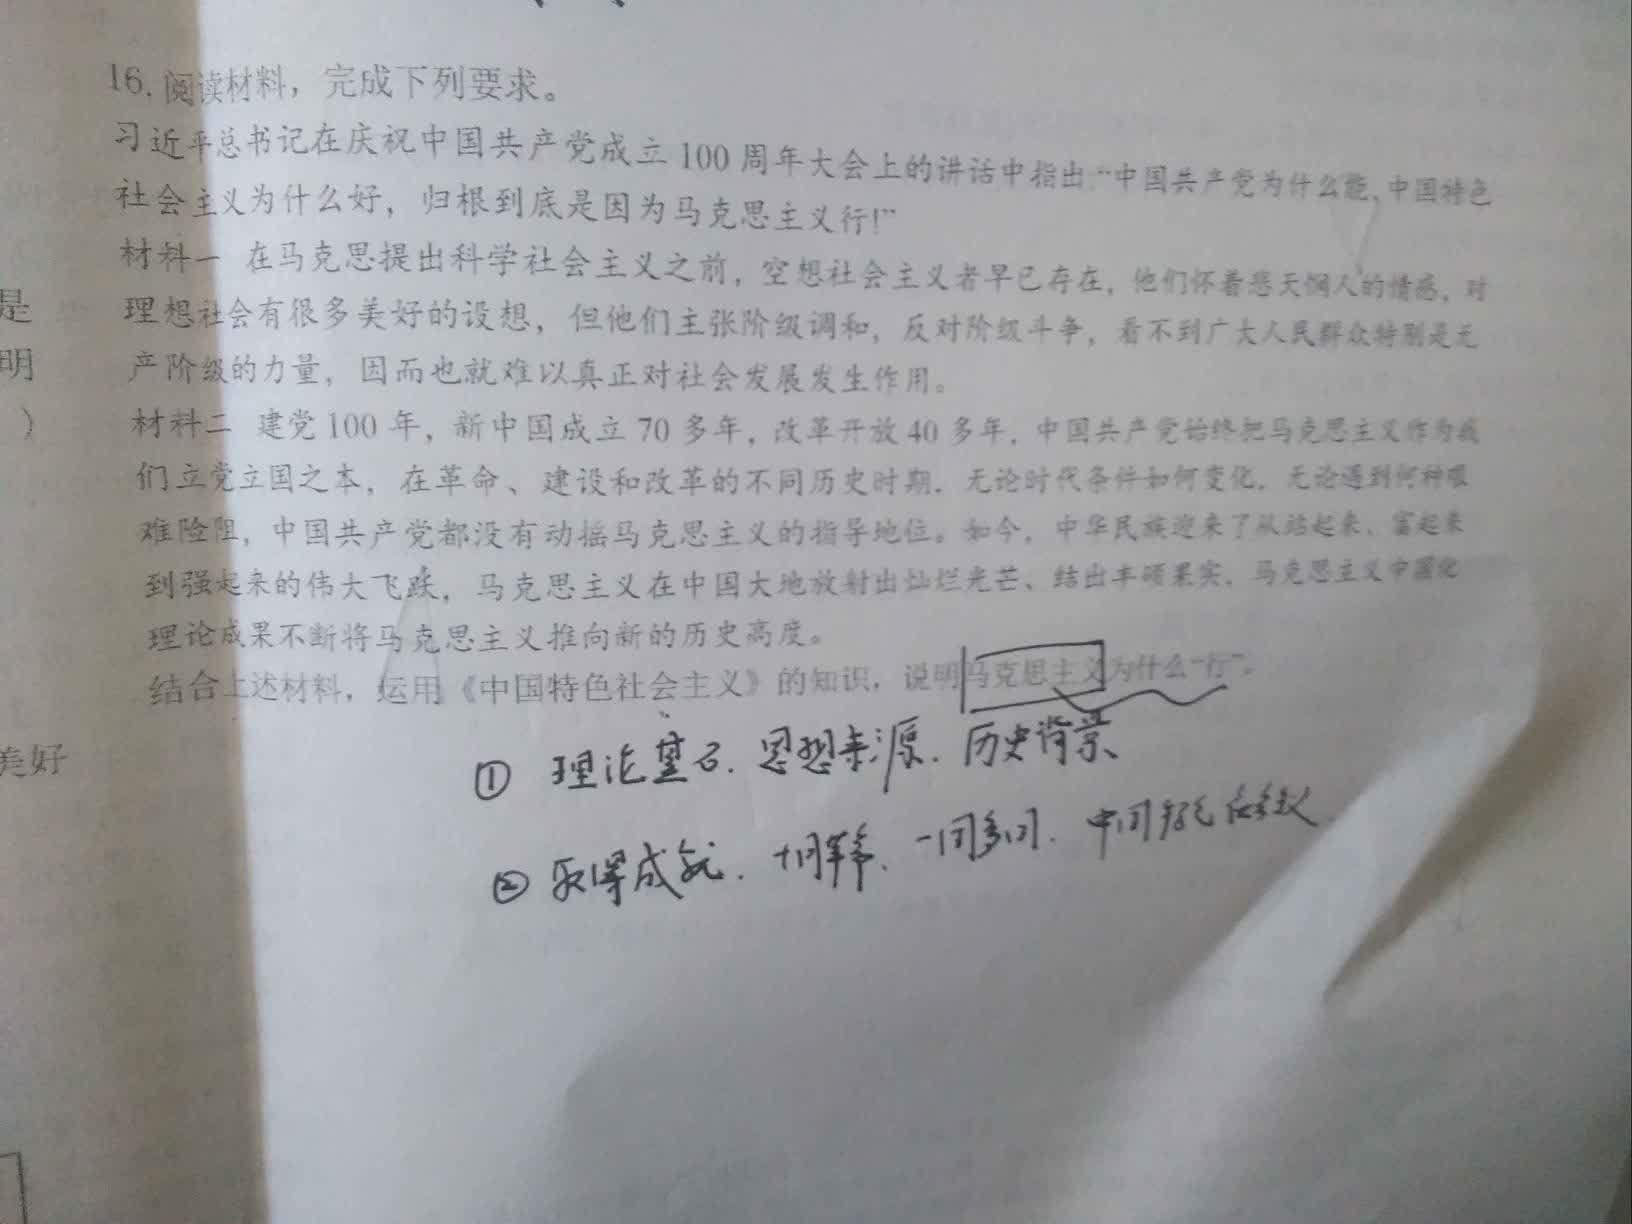 16. 阅读材料，完成下列要求。
习近平总书记在庆祝中国共产党成立 100 周年大会上的讲话中指出：“中国共产党为什么能，中国特色
社会主义为什么好，归根到底是因为马克思主义行！”
材料一 在马克思提出科学社会主义之前，空想社会主义者早已存在，他们怀着悲天悯人的情感，对
理想社会有很多美好的设想，但他们主张阶级调和，反对阶级斗争，看不到广大人民群众特别是无
是
产阶级的力量，因而也就难以真正对社会发展发生作用。
明
材料二 建党 100 年，新中国成立 70 多年，改革开放 40 多年，中国共产党始终把马克思主义作为我
）
们立党立国之本，在革命、建设和改革的不同历史时期，无论时代条件如何变化，无论遇到何种艰
难险阻，中国共产党都没有动摇马克思主义的指导地位。如今，中华民族迎来了从站起来、富起来
到强起来的伟大飞跃，马克思主义在中国大地放射出灿烂光芒、结出丰硕果实，马克思主义中国化
理论成果不断将马克思主义推向新的历史高度。
结合上述材料，运用《中国特色社会主义》的知识，说明马克思主义为什么“行”。
美好
① 理论基石. 思想来源. 历史背景
② 取得成就.